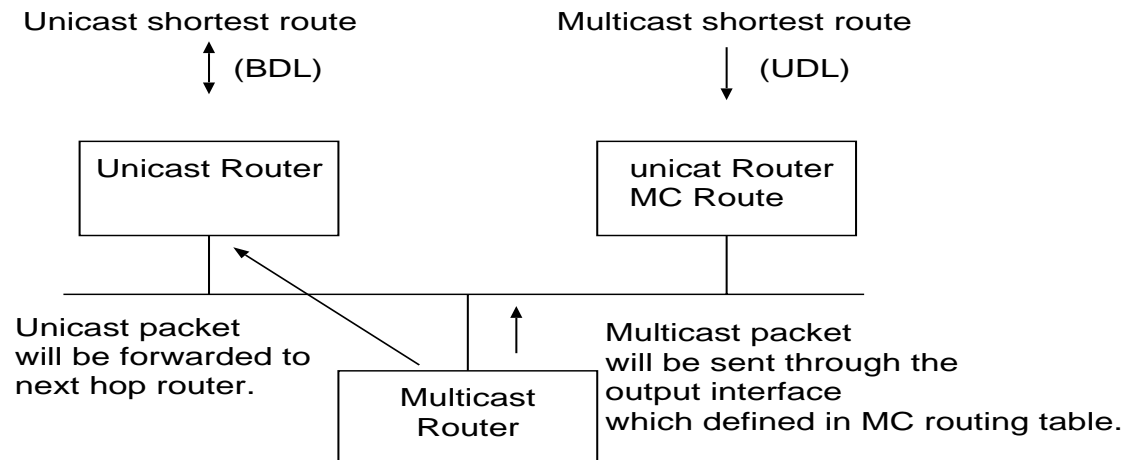 Unicast shortest route
(BDL)
Multicast shortest route
(UDL)
Unicast Router
unicat Router
MC Route
Unicast packet
will be forwarded to
next hop router.
Multicast
Router
Multicast packet
will be sent through the
output interface
which defined in MC routing table.